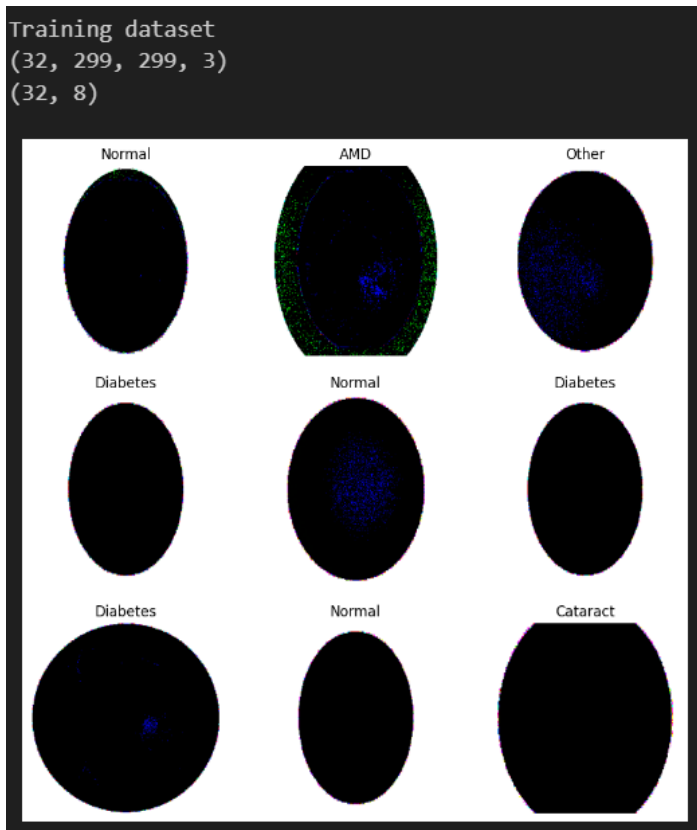 Training dataset
(32, 299, 299, 3)
(32, 8)
Normal
AMD
Other
Diabetes
Normal
Diabetes
Diabetes
Normal
Cataract